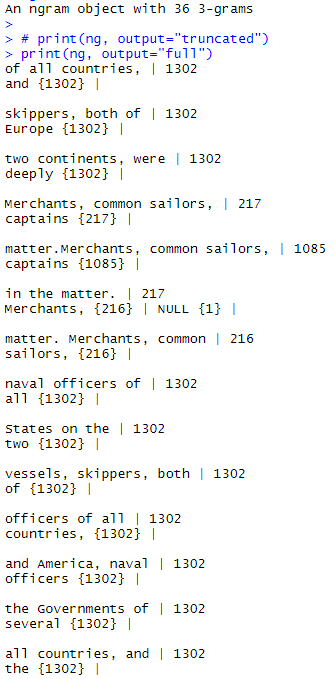 An ngram object with 36 3-grams
>
> # print(ng, output="truncated")
> print(ng, output="full")
of all countries, | 1302
and {1302} |
skippers, both of | 1302
Europe {1302} |
two continents, were | 1302
deeply {1302} |
Merchants, common sailors, | 217
captains {217} |
matter.Merchants, common sailors, | 1085
captains {1085} |
in the matter. | 217
Merchants, {216} | NULL {1} |
matter. Merchants, common | 216
sailors, {216} |
naval officers of | 1302
all {1302} |
States on the | 1302
two {1302} |
vessels, skippers, both | 1302
of {1302} |
officers of all | 1302
countries, {1302} |
and America, naval | 1302
officers {1302} |
the Governments of | 1302
several {1302} |
all countries, and | 1302
the {1302} |